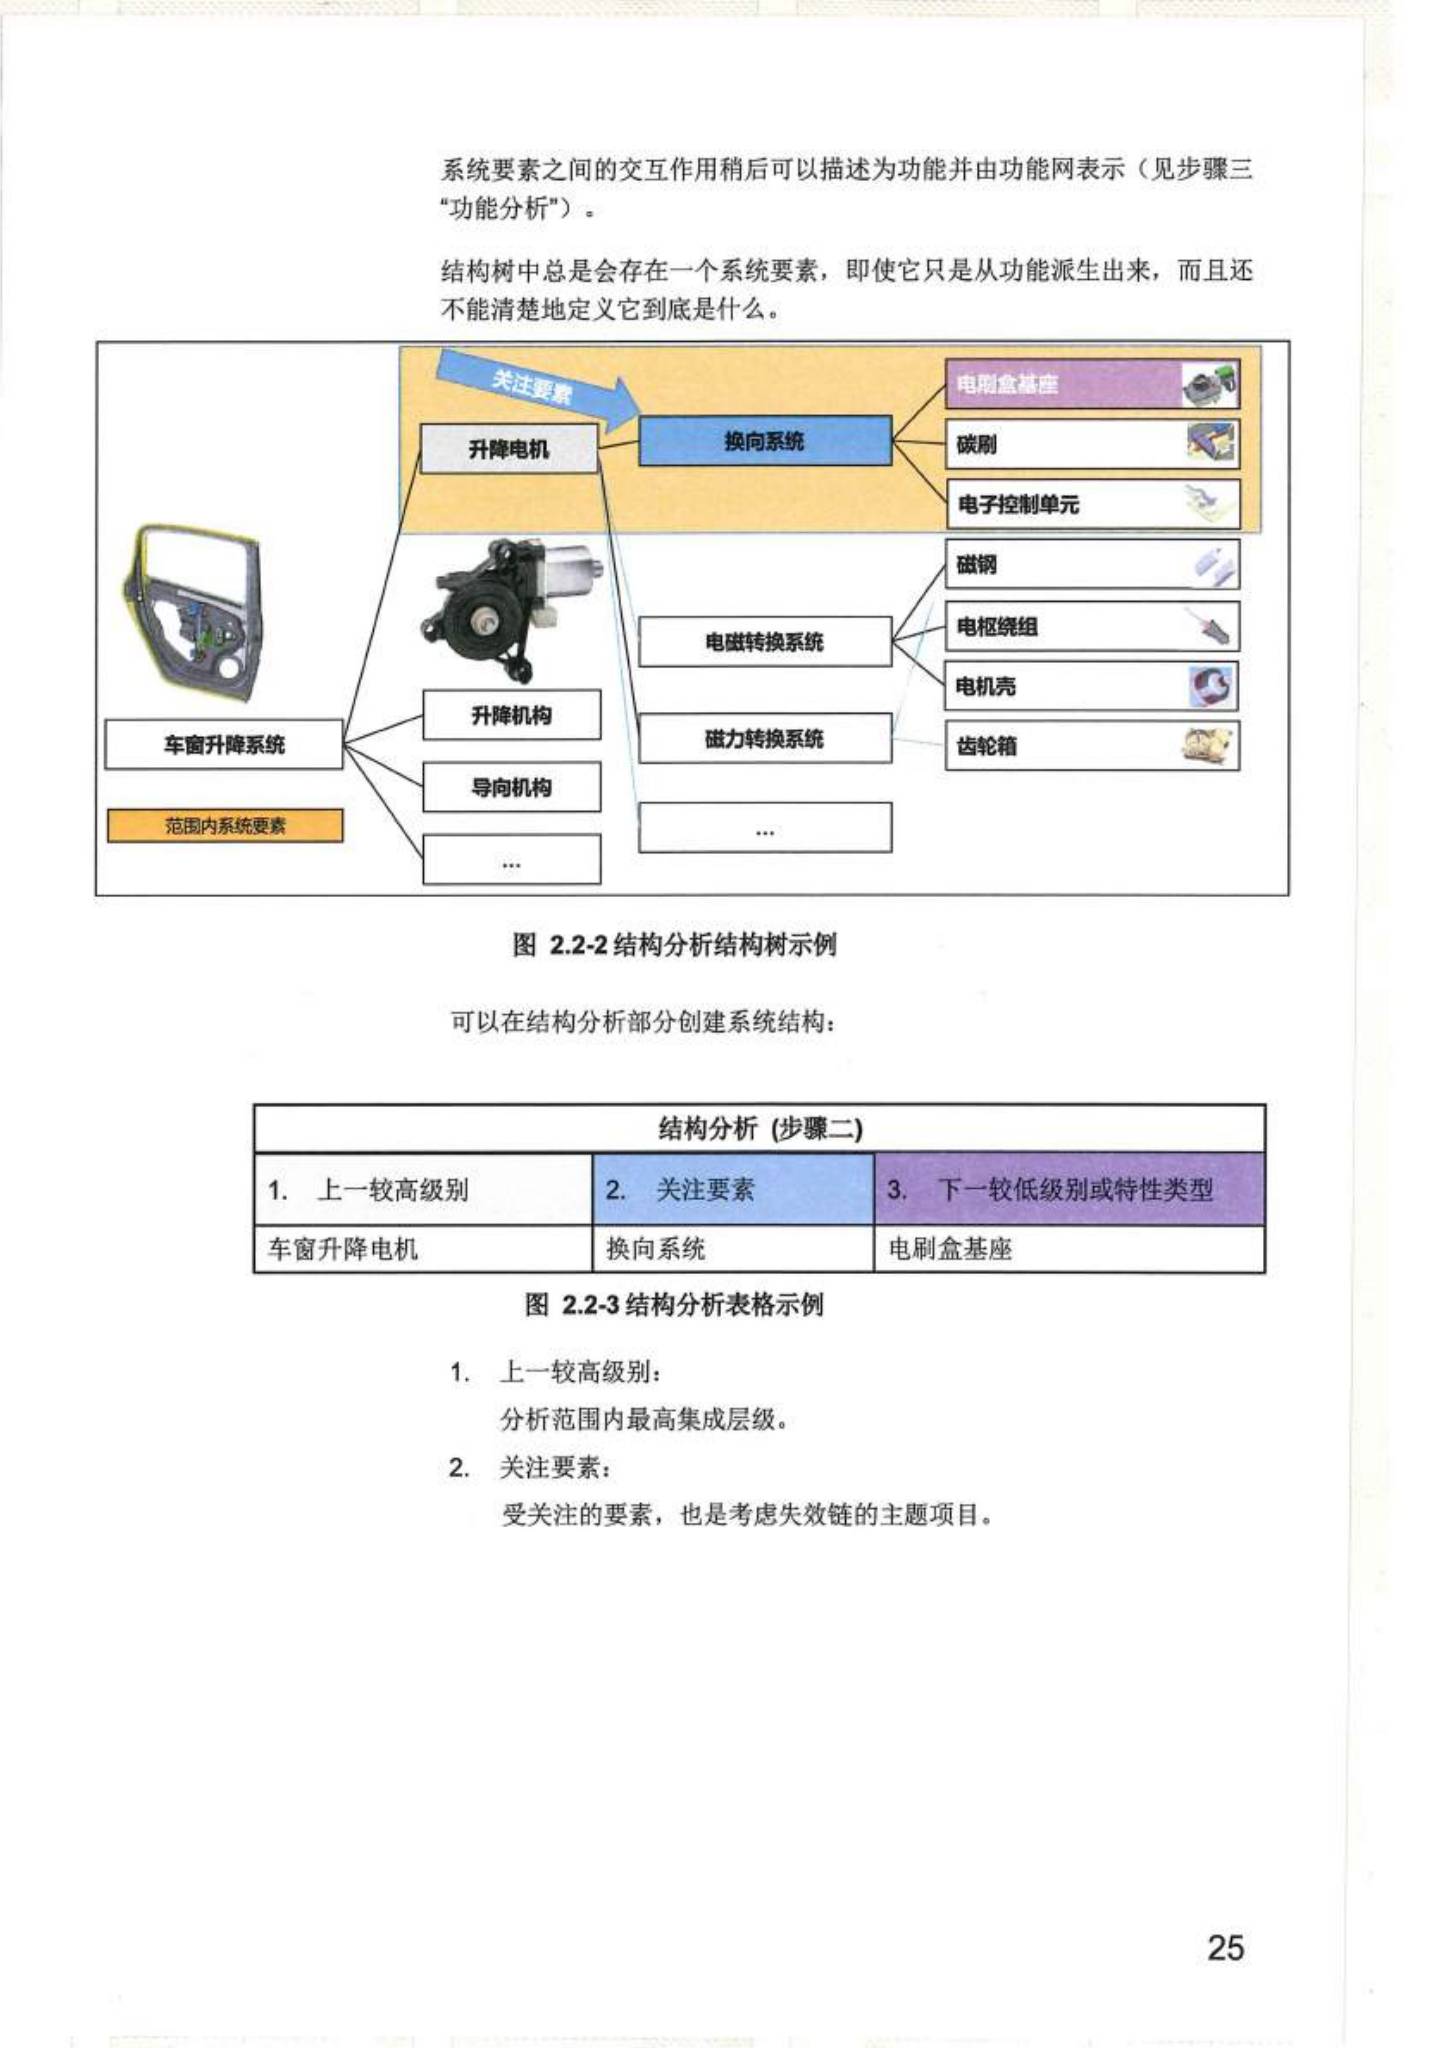 系统要素之间的交互作用稍后可以描述为功能并由功能网表示（见步骤三
“功能分析”）。
结构树中总是会存在一个系统要素，即使它只是从功能派生出来，而且还
不能清楚地定义它到底是什么。
关注要素
电刷盒基座
升降电机
换向系统
碳刷
电子控制单元
磁钢
电磁转换系统
电枢绕组
电机壳
升降机构
车窗升降系统
磁力转换系统
齿轮箱
导向机构
范围内系统要素
...
...
图 2.2-2 结构分析结构树示例
可以在结构分析部分创建系统结构：
结构分析 (步骤二)
1. 上一较高级别
2. 关注要素
3. 下一较低级别或特性类型
车窗升降电机
换向系统
电刷盒基座
图 2.2-3 结构分析表格示例
1. 上一较高级别：
分析范围内最高集成层级。
2. 关注要素：
受关注的要素，也是考虑失效链的主题项目。
25